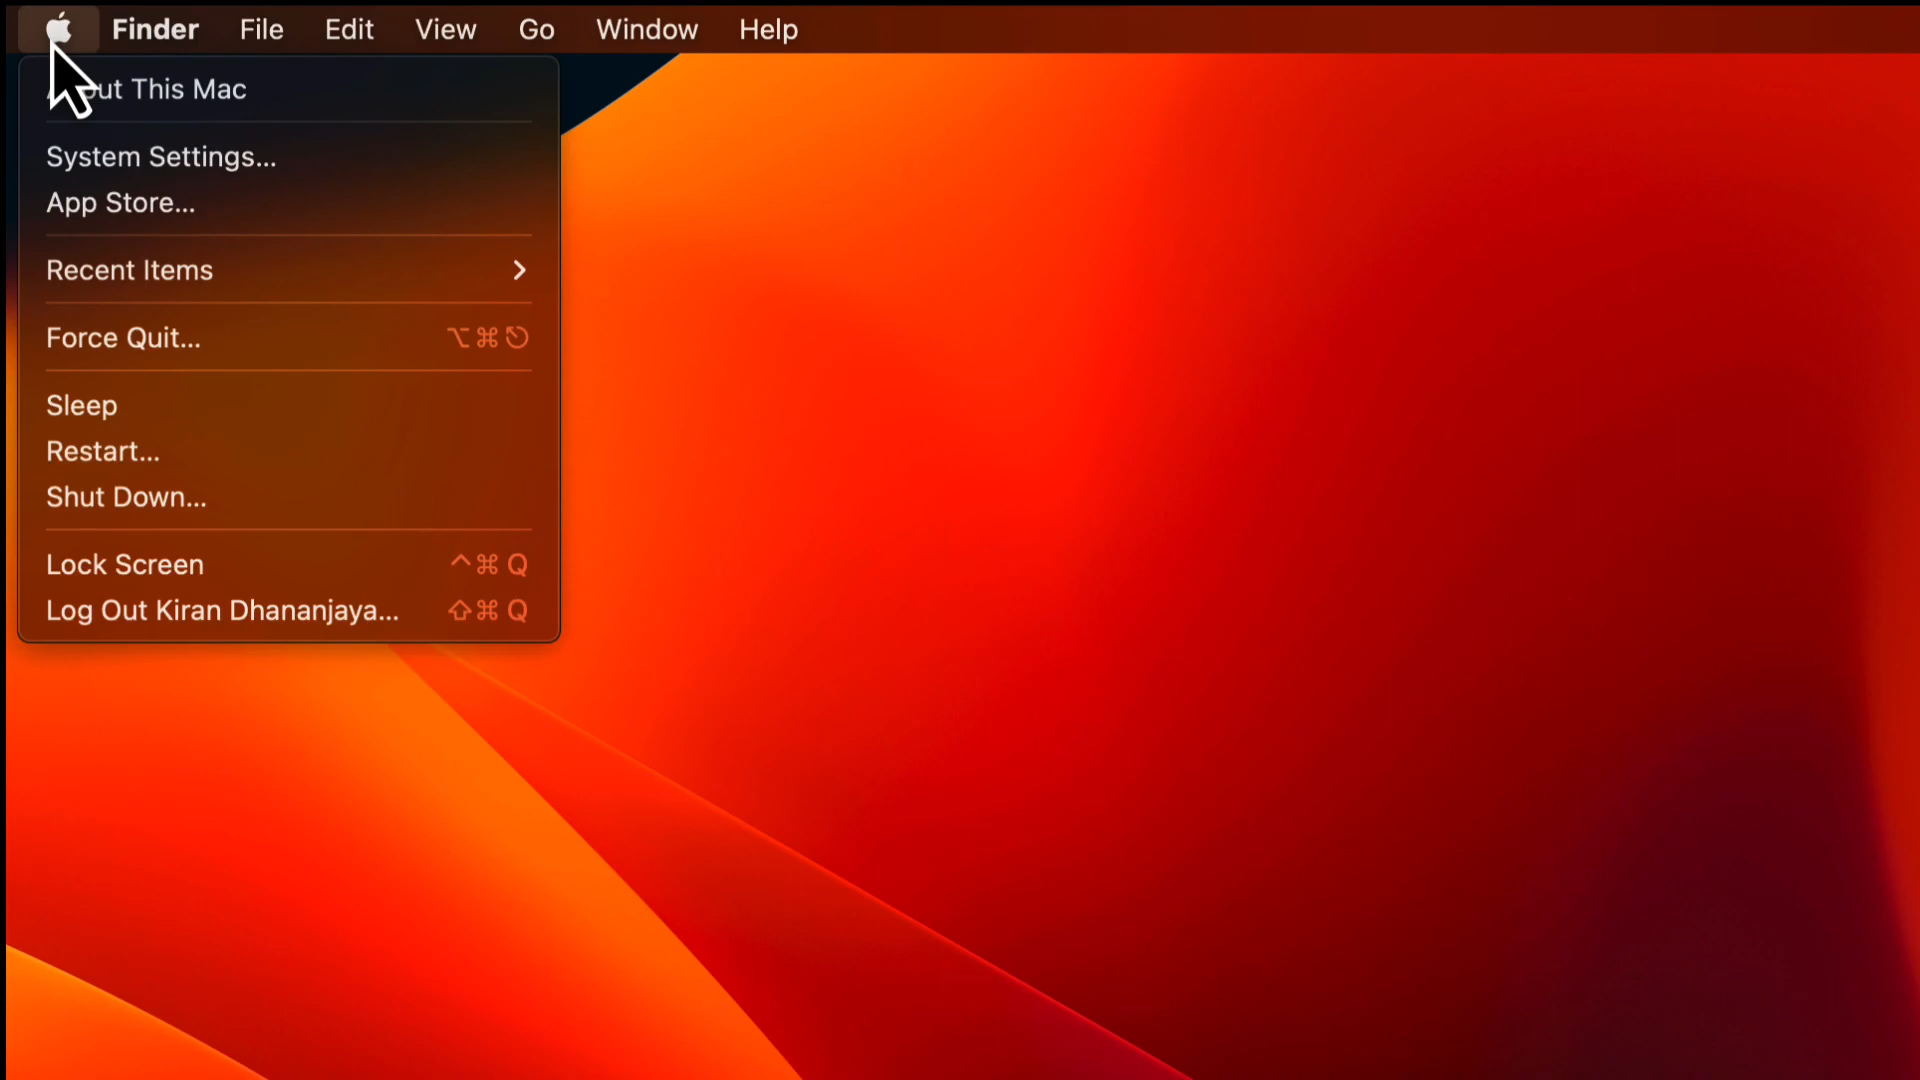 Finder File Edit View Go Window Help
This Mac
System Settings...
App Store...
Recent Items
Force Quit... ⌥⌘⎋
Sleep
Restart...
Shut Down...
Lock Screen ^⌘Q
Log Out Kiran Dhananjaya... ⇧⌘Q